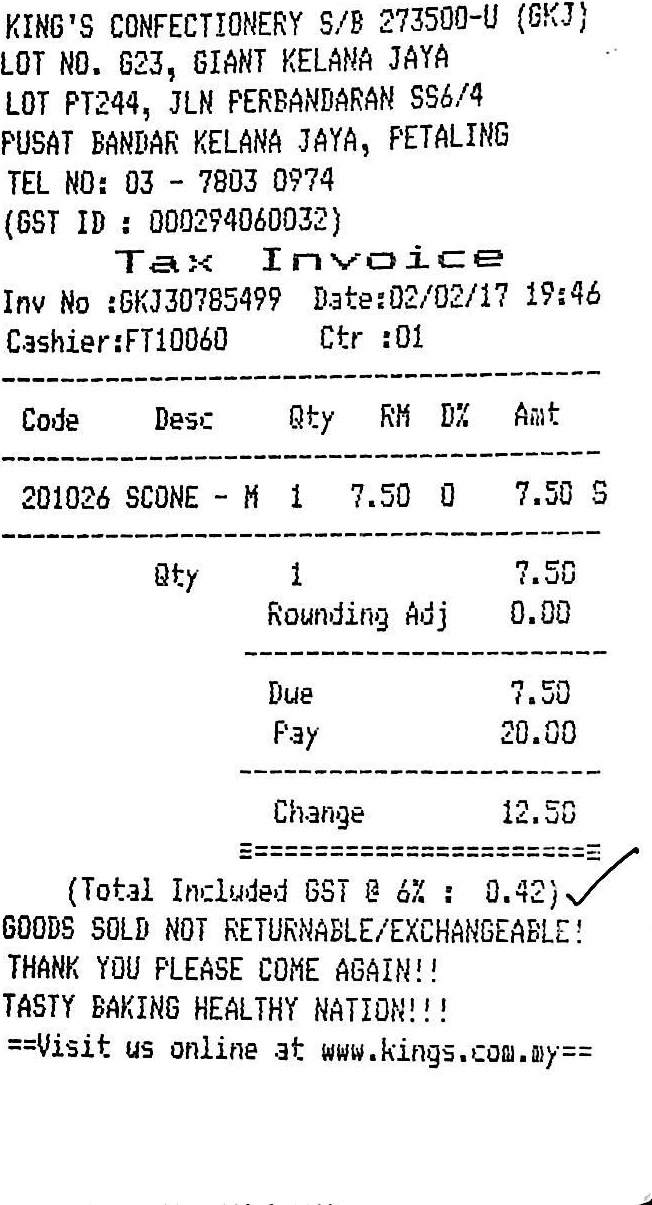 KING'S CONFECTIONERY S/B 273500-U (GKJ)
LOT NO. G23, GIANT KELANA JAYA
LOT PT244, JLN PERBANDARAN SS6/4
PUSAT BANDAR KELANA JAYA, PETALING
TEL NO: 03 - 7803 0974
(GST ID : 000294060032)
Tax Invoice
Inv No :GKJ30785499 Date:02/02/17 19:46
Cashier:FT10060 Ctr :01
Code Desc Qty RM D% Amt
201026 SCONE - M 1 7.50 0 7.50 S
Qty 1 7.50
Rounding Adj 0.00
Due 7.50
Pay 20.00
Change 12.50
(Total Included GST @ 6% : 0.42)
GOODS SOLD NOT RETURNABLE/EXCHANGEABLE!
THANK YOU PLEASE COME AGAIN!!
TASTY BAKING HEALTHY NATION!!!
==Visit us online at www.kings.com.my==